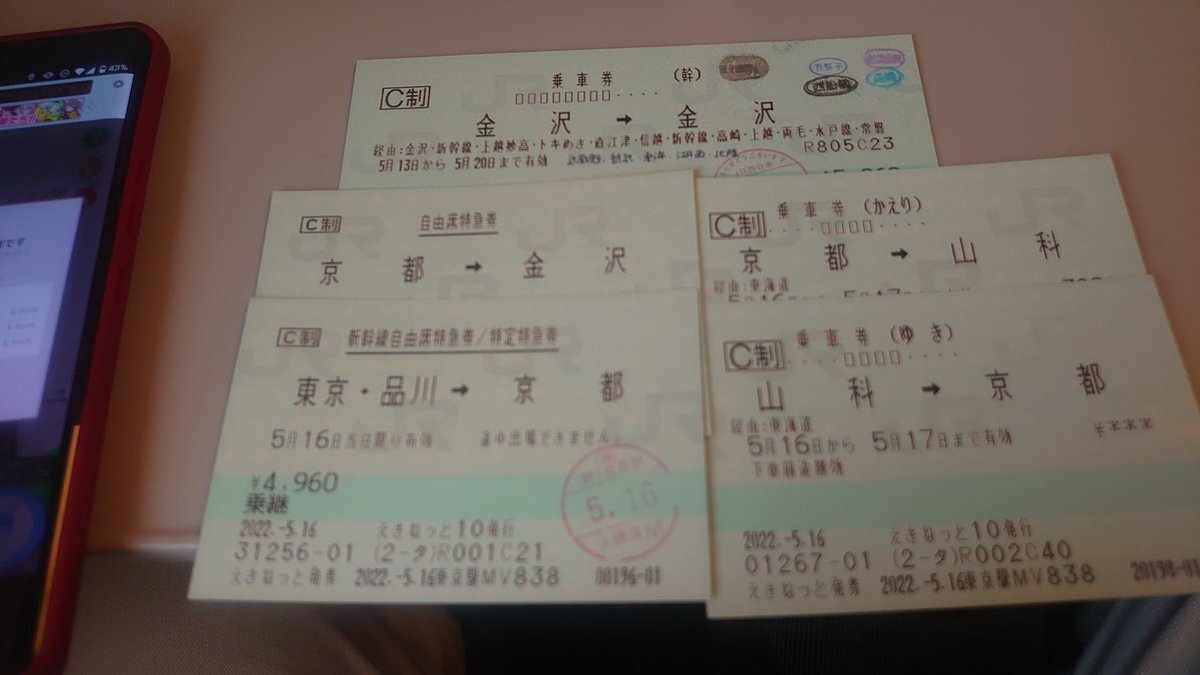 43%
です
C制
乗車券
(幹)
金沢 → 金沢
経由:金沢・新幹線・上越妙高・トキめき・直江津・信越・新幹線・高崎・上越・両毛・水戸線・常磐
5月13日から 5月20日まで有効
R805C23
西船橋
C制
自由席特急券
京都 → 金沢
C制
乗車券(かえり)
京都 → 山科
経由:東海道
C制
新幹線自由席特急券/特定特急券
東京・品川 → 京都
5月16日当日限り有効 途中出場できません。
¥4,960
乗継
5.16
2022.-5.16 えきねっと10発行
31256-01 (2-タ)R001C21
えきねっと発券 2022.-5.16東京駅MV838 00196-01
C制
乗車券(ゆき)
山科 → 京都
経由:東海道
5月16日から 5月17日まで有効 ¥***
下車前途無効
2022.-5.16 えきねっと10発行
01267-01 (2-タ)R002C40
えきねっと発券 2022.-5.16東京駅MV838 20198-01